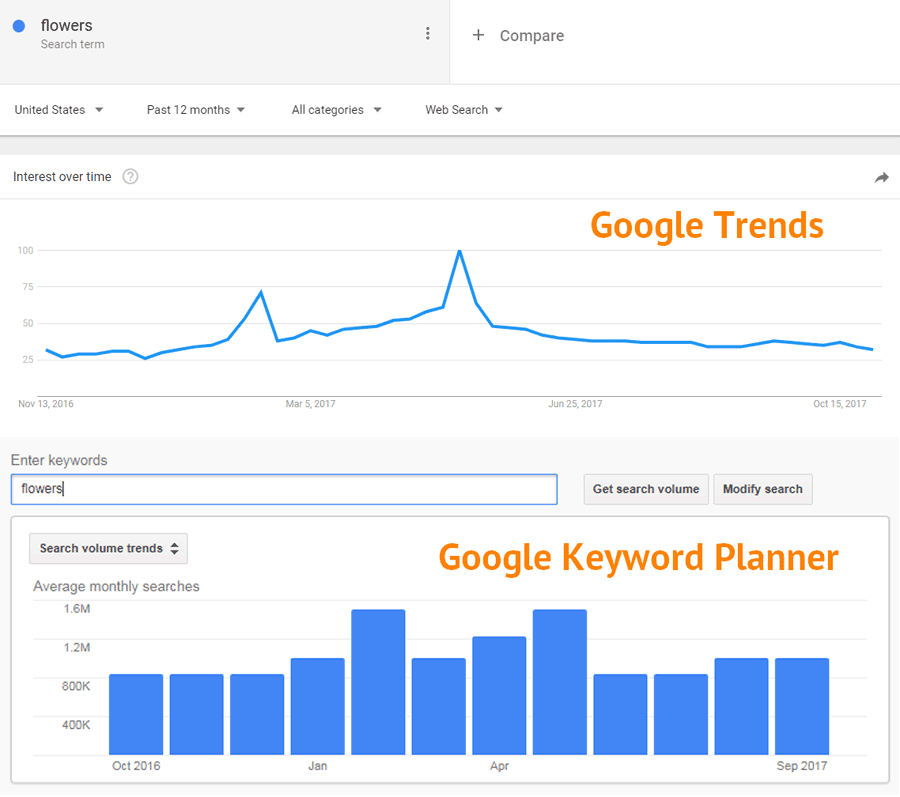 flowers
Search term
+ Compare
United States
Past 12 months
All categories
Web Search
Interest over time ?
Google Trends
100
75
50
25
Nov 13, 2016 Mar 5, 2017 Jun 25, 2017 Oct 15, 2017
Enter keywords
flowers
Get search volume Modify search
Search volume trends
Google Keyword Planner
Average monthly searches
1.6M
1.2M
800K
400K
Oct 2016 Jan Apr Sep 2017